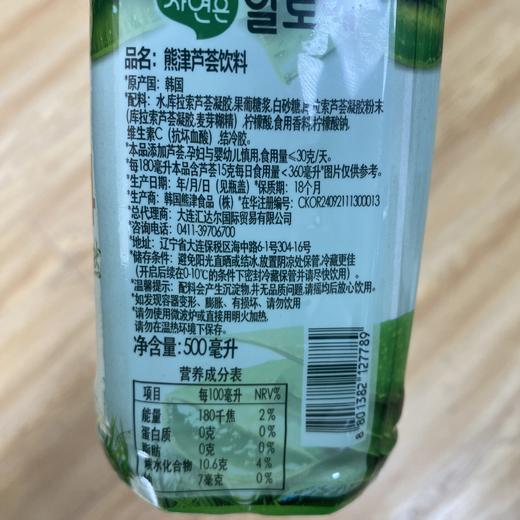 자연은
알로
品名：熊津芦荟饮料
*原产国：韩国
*配料：水,库拉索芦荟凝胶,果葡糖浆,白砂糖,库拉索芦荟凝胶粉末
(库拉索芦荟凝胶,麦芽糊精),柠檬酸,食用香料,柠檬酸钠,
维生素C（抗坏血酸）,结冷胶。
*本品添加芦荟,孕妇与婴幼儿慎用,食用量≤30克/天。
*每180毫升本品含芦荟15克每日食用量＜360毫升*图片仅供参考。
*生产日期：年/月/日（见瓶盖）*保质期：18个月
*生产商：韩国熊津食品（株）*在华注册编号：CKOR24092111300013
*总代理商：大连汇达尔国际贸易有限公司
*咨询电话：0411-39706700
*地址：辽宁省大连保税区海中路6-1号304-16号
*储存条件：避免阳光直晒或结冰,放置阴凉处保管,冷藏更佳
(开启后续在0-10℃的条件下密封冷藏保管并请尽快饮用)。
*温馨提示：配料会产生沉淀物,并无品质问题,请摇均后放心饮用。
*如发现容器变形、膨胀、有损坏、请勿饮用
*请勿使用微波炉或直接用明火加热,
请勿在温热环境下保存。
净含量:500毫升
营养成分表
项目 每100毫升 NRV%
能量 180千焦 2%
蛋白质 0克 0%
脂肪 0克 0%
碳水化合物 10.6克 4%
7毫克 0%
8 801382 127789